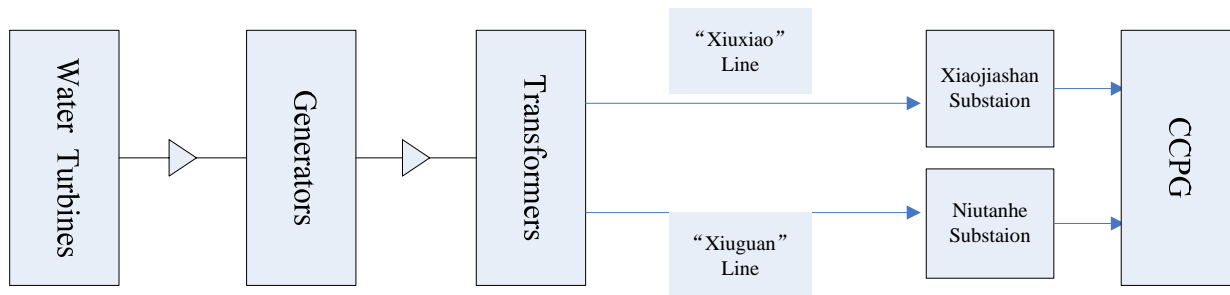 Water Turbines
Generators
Transformers
“Xiuxiao”
Line
“Xiuguan”
Line
Xiaojiashan
Substaion
Niutanhe
Substaion
CCPG